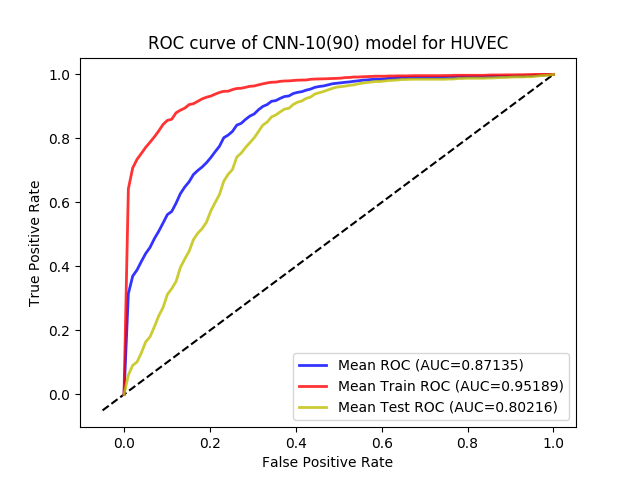 ROC curve of CNN-10(90) model for HUVEC
True Positive Rate
1.0
0.8
0.6
0.4
0.2
0.0
Mean ROC (AUC=0.87135)
Mean Train ROC (AUC=0.95189)
Mean Test ROC (AUC=0.80216)
0.0 0.2 0.4 0.6 0.8 1.0
False Positive Rate